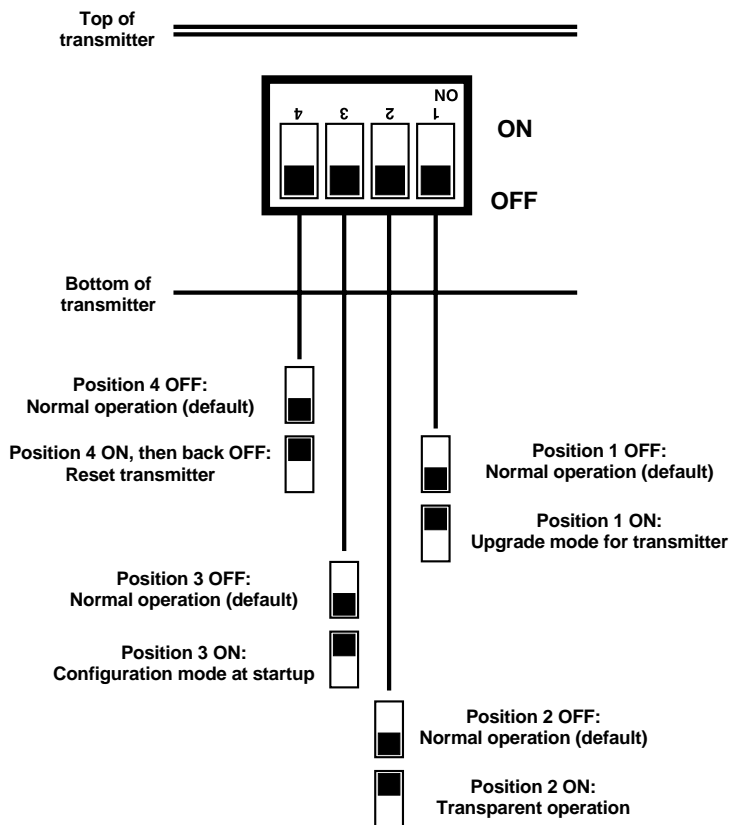 Top of
transmitter
ON
4 3 2 1
ON
OFF
Bottom of
transmitter
Position 4 OFF:
Normal operation (default)
Position 4 ON, then back OFF:
Reset transmitter
Position 1 OFF:
Normal operation (default)
Position 1 ON:
Upgrade mode for transmitter
Position 3 OFF:
Normal operation (default)
Position 3 ON:
Configuration mode at startup
Position 2 OFF:
Normal operation (default)
Position 2 ON:
Transparent operation